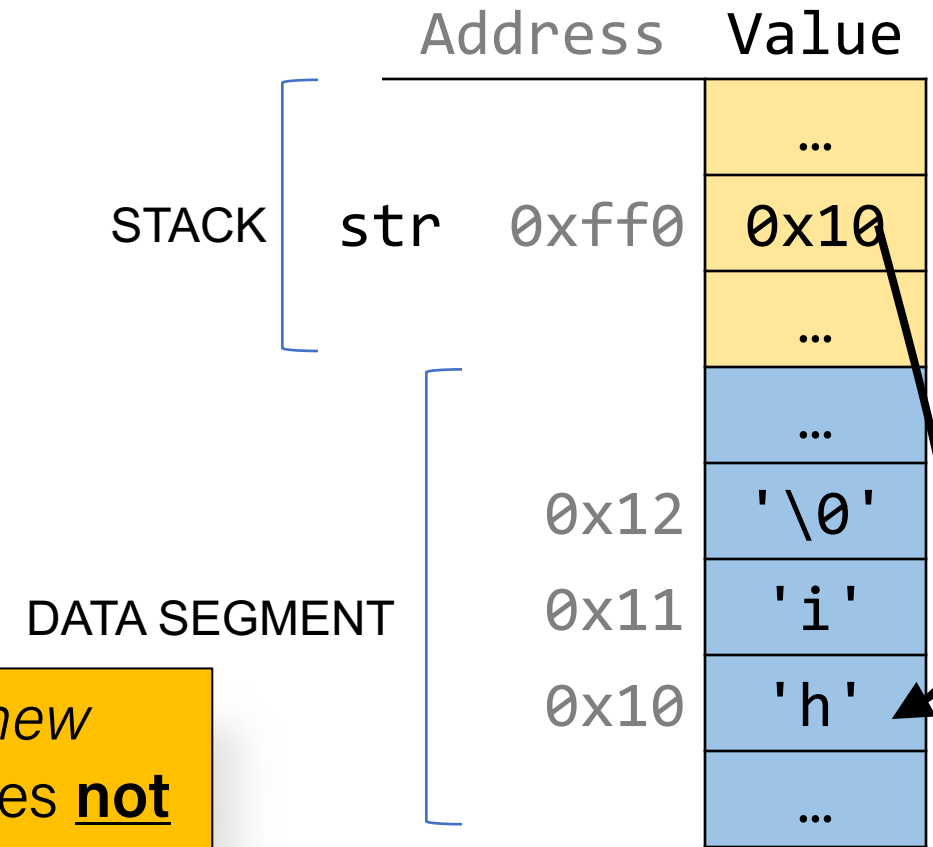 Address Value
…
STACK str 0xff0 0x10
…
…
0x12 '\0'
0x11 'i'
DATA SEGMENT
0x10 'h'
new
es not
…